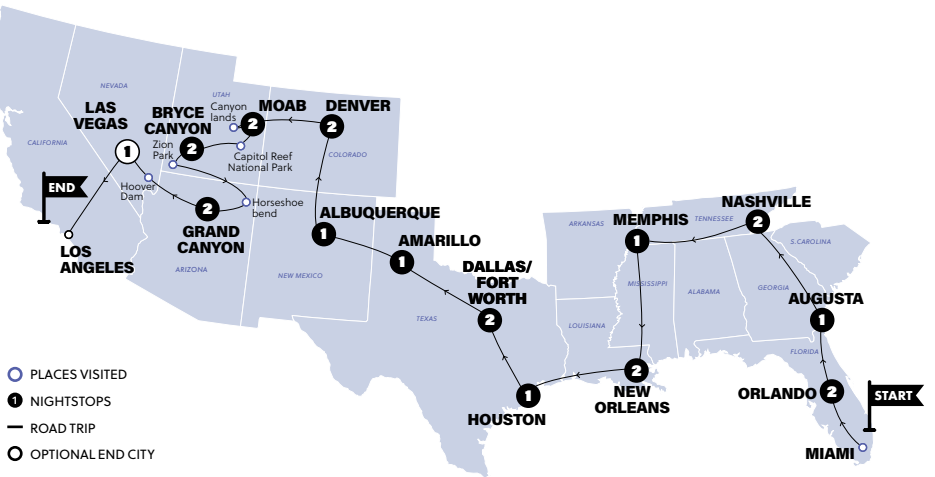 NEVADA
UTAH
Canyon
lands
MOAB
DENVER
LAS
VEGAS
BRYCE
CANYON
2
2
CALIFORNIA
Zion
Park
2
1
Capitol Reef
National Park
COLORADO
END
Hoover
Dam
Horseshoe
bend
2
GRAND
CANYON
ALBUQUERQUE
1
LOS
ANGELES
ARIZONA
NEW MEXICO
AMARILLO
1
DALLAS/
FORT
WORTH
2
TEXAS
ARKANSAS
MEMPHIS
1
TENNESSEE
NASHVILLE
2
S.CAROLINA
MISSISSIPPI
ALABAMA
GEORGIA
AUGUSTA
1
LOUISIANA
FLORIDA
2
NEW
ORLEANS
1
HOUSTON
ORLANDO
2
START
MIAMI
PLACES VISITED
1 NIGHTSTOPS
ROAD TRIP
OPTIONAL END CITY